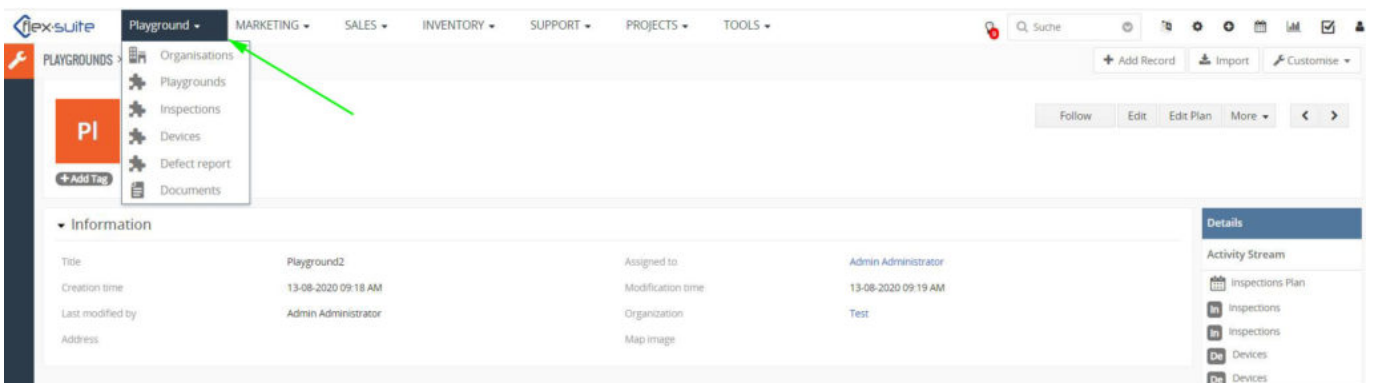 flex-suite Playground MARKETING SALES INVENTORY SUPPORT PROJECTS TOOLS Suche
PLAYGROUNDS > + Add Record Import Customise
Organisations
Playgrounds
Inspections
Devices
Defect report
Documents
Pl
+Add Tag
Follow Edit Edit Plan More
Information
Title Playground2 Assigned to Admin Administrator
Creation time 13-08-2020 09:18 AM Modification time 13-08-2020 09:19 AM
Last modified by Admin Administrator Organization Test
Address Map image
Details
Activity Stream
Inspections Plan
In Inspections
In Inspections
De Devices
De Devices